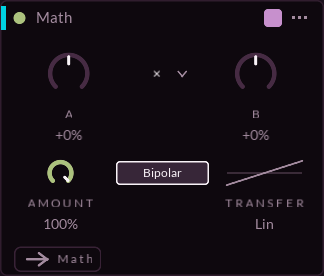 Math
×
A B
+0% +0%
Bipolar
AMOUNT TRANSFER
100% Lin
Math